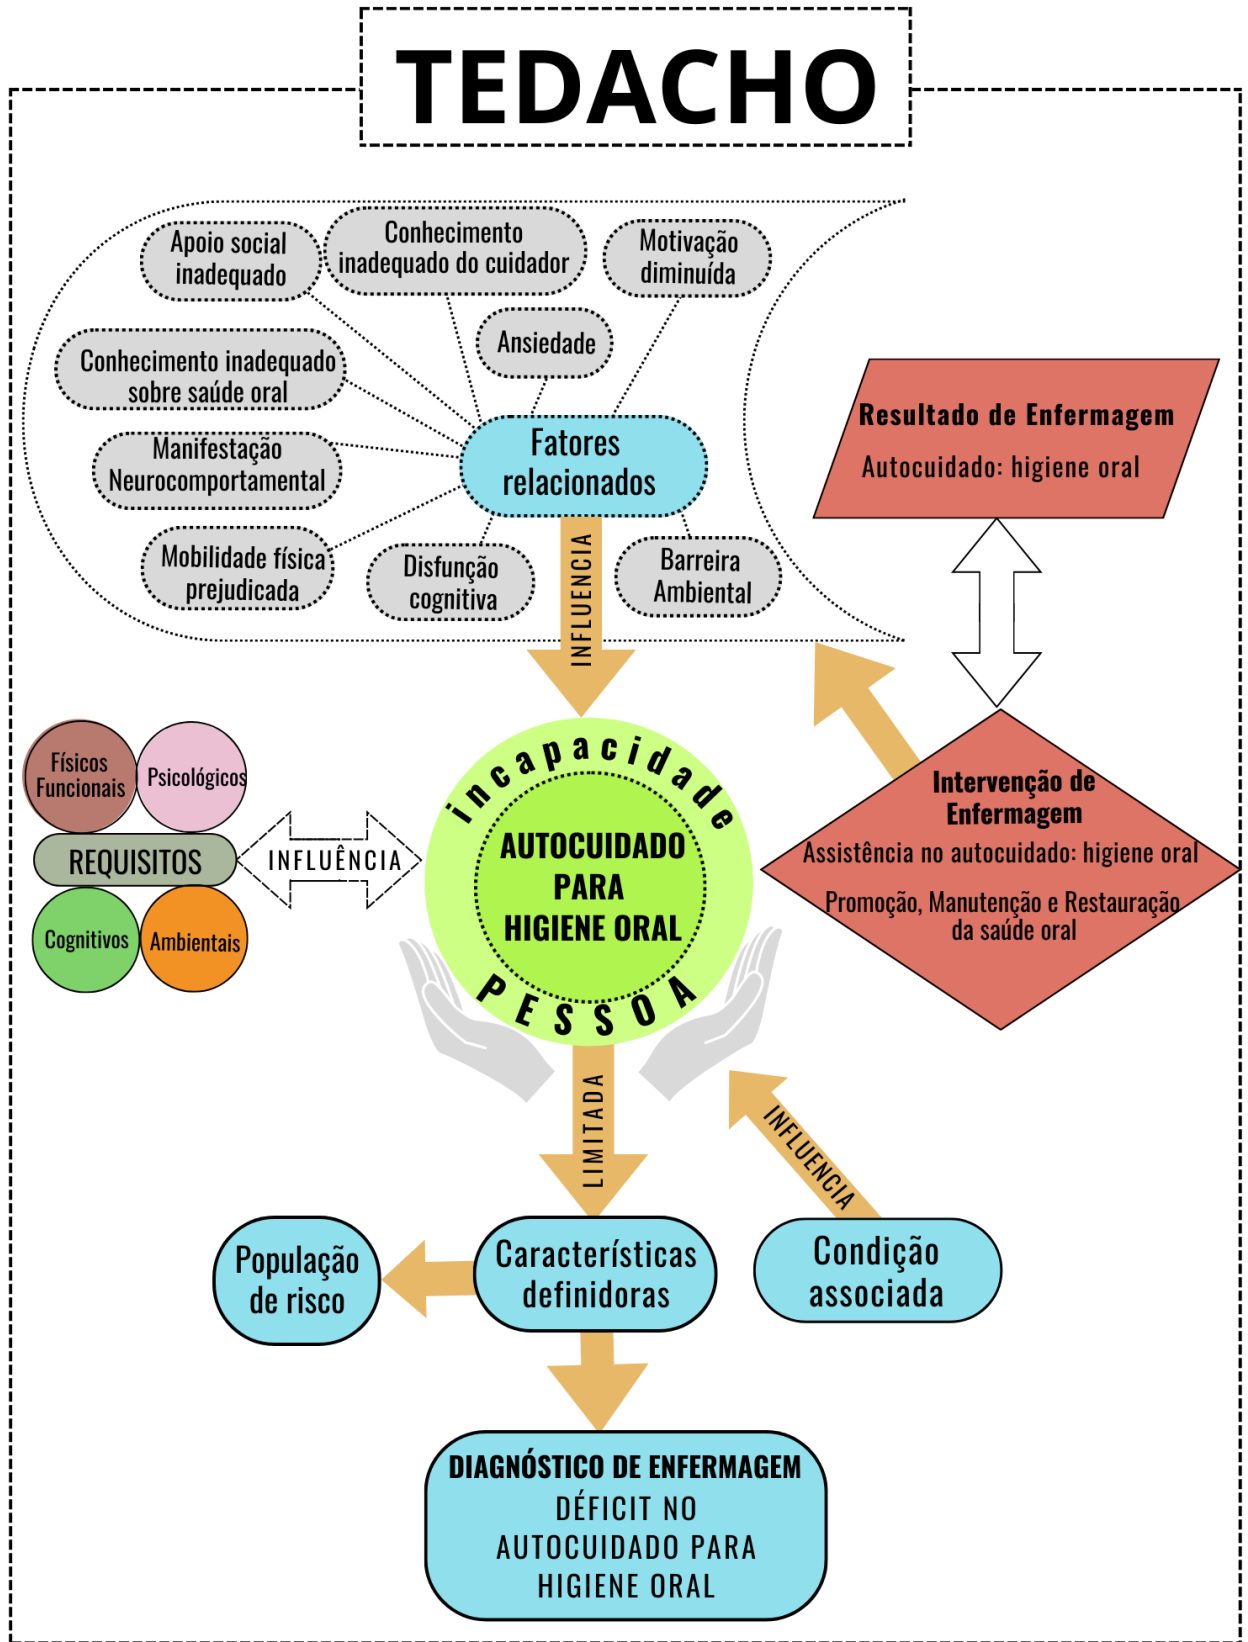 TEDACHO
Apoio social
inadequado
Conhecimento
inadequado do cuidador
Motivação
diminuída
Ansiedade
Conhecimento inadequado
sobre saúde oral
Manifestação
Neurocomportamental
Fatores
relacionados
Mobilidade física
prejudicada
Disfunção
cognitiva
Barreira
Ambiental
INFLUENCIA
Resultado de Enfermagem
Autocuidado: higiene oral
Físicos
Funcionais
Psicológicos
REQUISITOS
Cognitivos
Ambientais
INFLUÊNCIA
incapacidade
AUTOCUIDADO
PARA
HIGIENE ORAL
PESSOA
Intervenção de
Enfermagem
Assistência no autocuidado: higiene oral
Promoção, Manutenção e Restauração
da saúde oral
LIMITADA
INFLUENCIA
População
de risco
Características
definidoras
Condição
associada
DIAGNÓSTICO DE ENFERMAGEM
DÉFICIT NO
AUTOCUIDADO PARA
HIGIENE ORAL